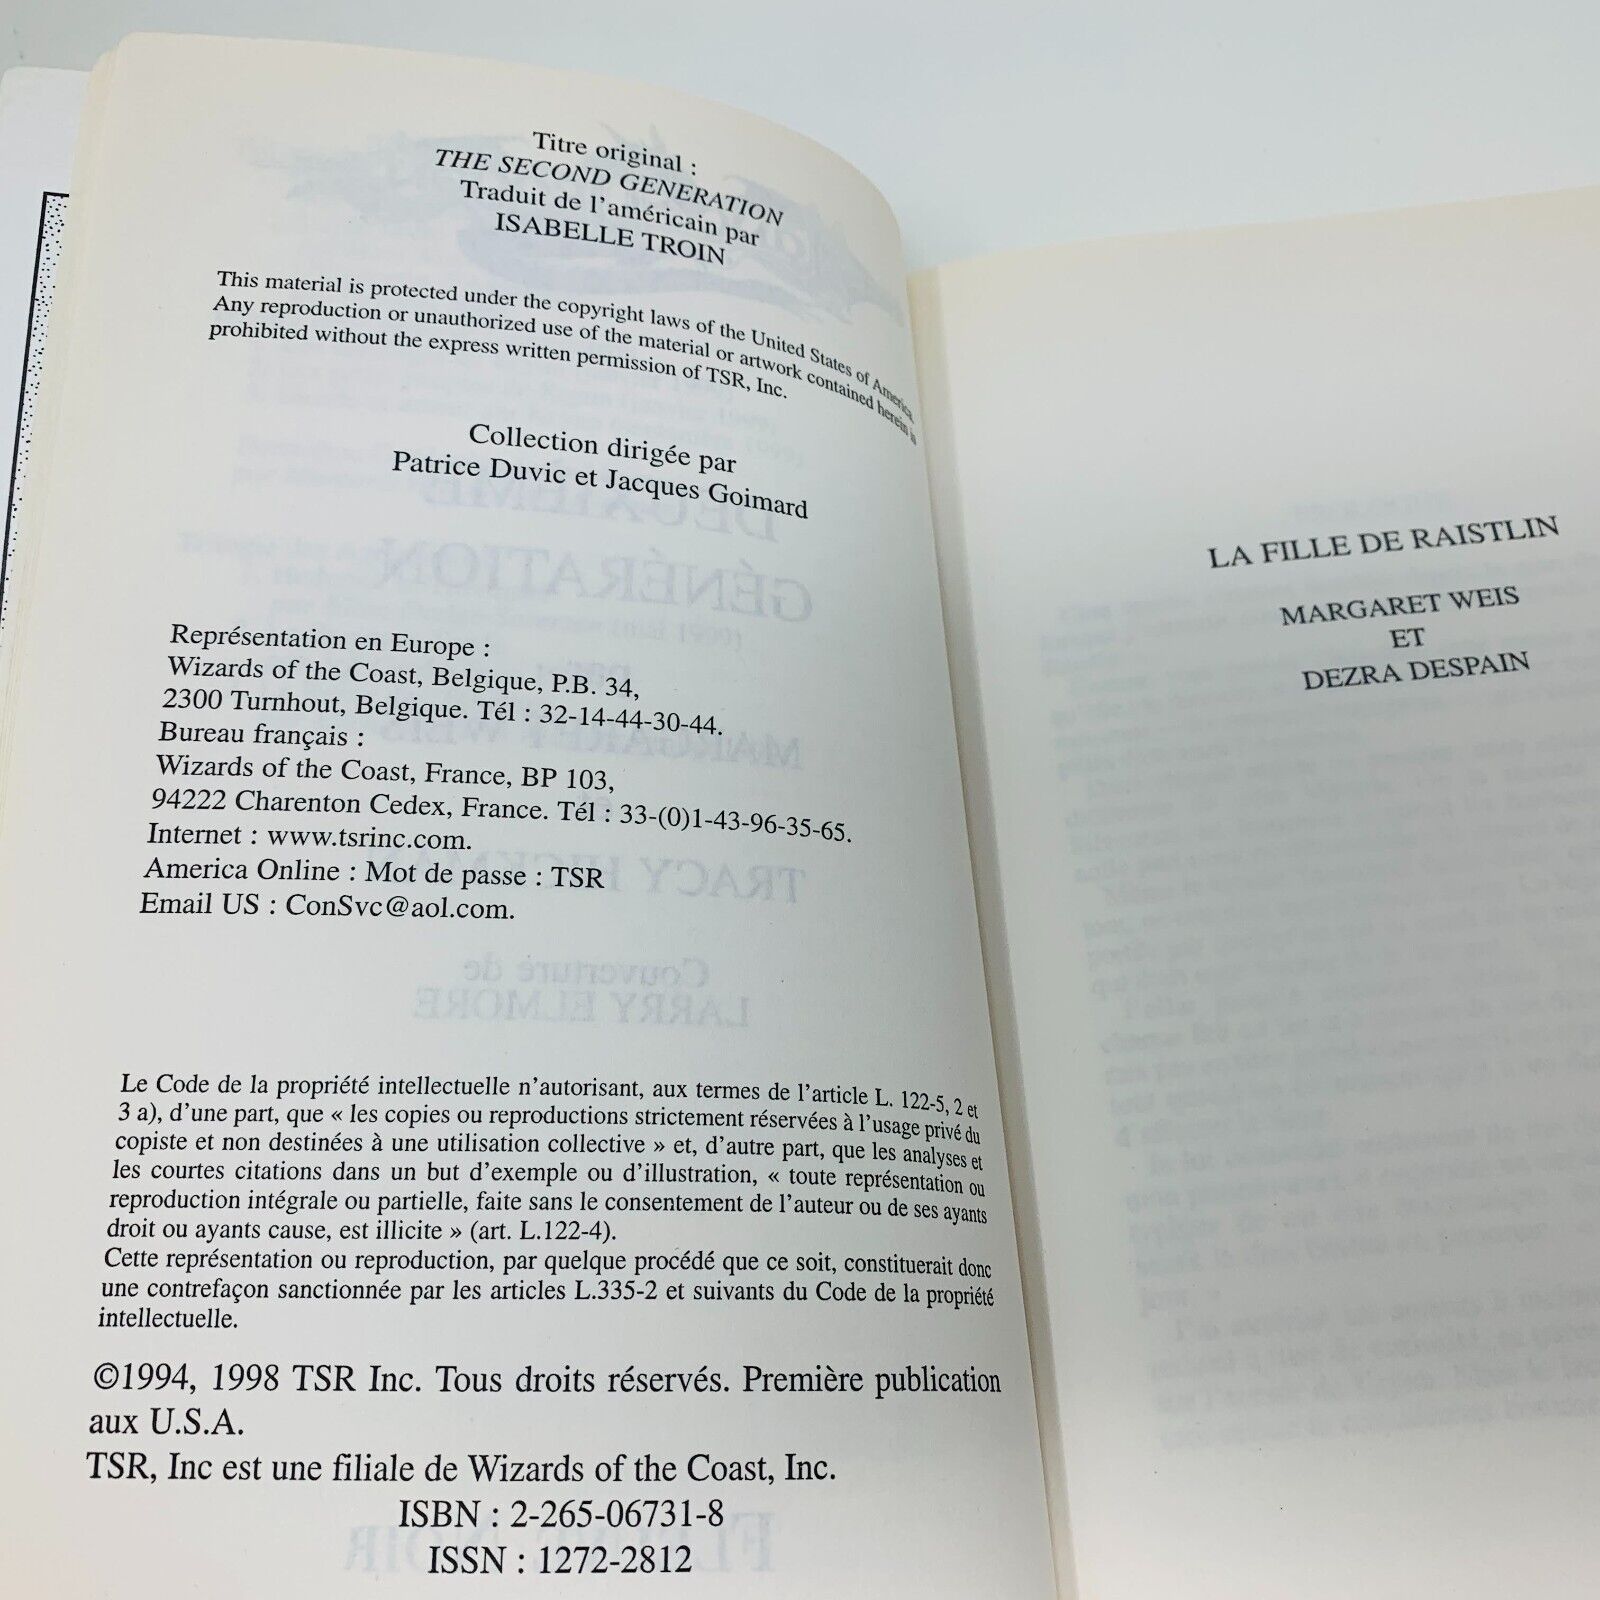 Titre original :
THE SECOND GENERATION
Traduit de l'américain par
ISABELLE TROIN
This material is protected under the copyright laws of the United States of America.
Any reproduction or unauthorized use of the material or artwork contained herein is
prohibited without the express written permission of TSR, Inc.
Collection dirigée par
Patrice Duvic et Jacques Goimard
Représentation en Europe :
Wizards of the Coast, Belgique, P.B. 34,
2300 Turnhout, Belgique. Tél : 32-14-44-30-44.
Bureau français :
Wizards of the Coast, France, BP 103,
94222 Charenton Cedex, France. Tél : 33-(0)1-43-96-35-65.
Internet : www.tsrinc.com.
America Online : Mot de passe : TSR
Email US : ConSvc@aol.com.
Le Code de la propriété intellectuelle n'autorisant, aux termes de l'article L. 122-5, 2 et
3 a), d'une part, que « les copies ou reproductions strictement réservées à l'usage privé du
copiste et non destinées à une utilisation collective » et, d'autre part, que les analyses et
les courtes citations dans un but d'exemple ou d'illustration, « toute représentation ou
reproduction intégrale ou partielle, faite sans le consentement de l'auteur ou de ses ayants
droit ou ayants cause, est illicite » (art. L.122-4).
Cette représentation ou reproduction, par quelque procédé que ce soit, constituerait donc
une contrefaçon sanctionnée par les articles L.335-2 et suivants du Code de la propriété
intellectuelle.
©1994, 1998 TSR Inc. Tous droits réservés. Première publication
aux U.S.A.
TSR, Inc est une filiale de Wizards of the Coast, Inc.
ISBN : 2-265-06731-8
ISSN : 1272-2812
LA FILLE DE RAISTLIN
MARGARET WEIS
ET
DEZRA DESPAIN